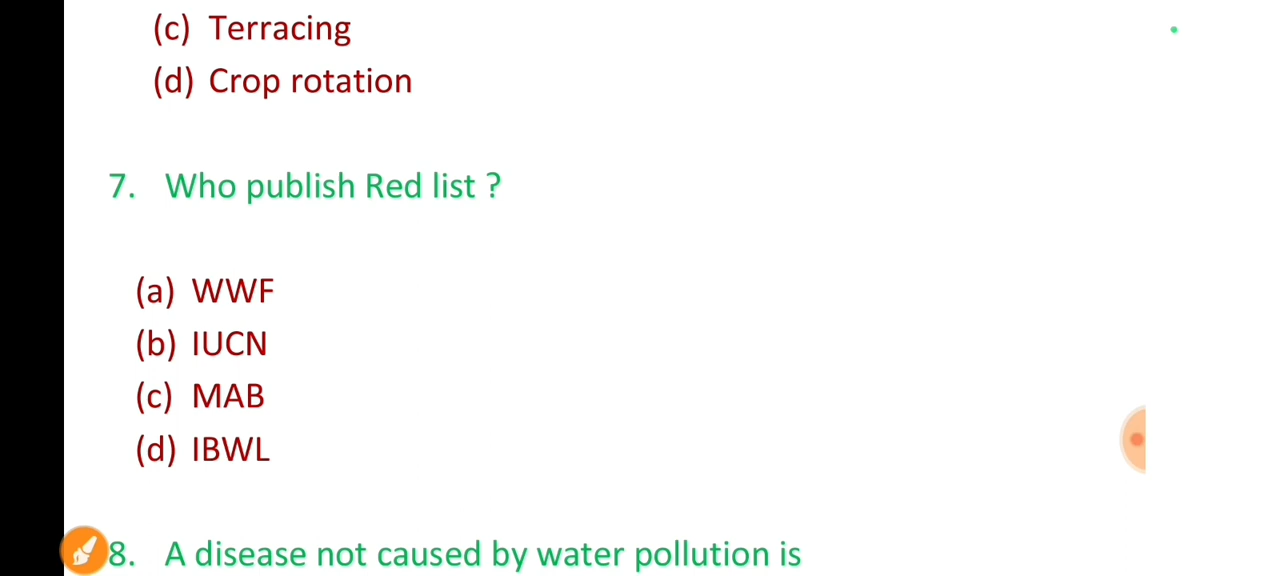 (c) Terracing
(d) Crop rotation
7. Who publish Red list ?
(a) WWF
(b) IUCN
(c) MAB
(d) IBWL
8. A disease not caused by water pollution is